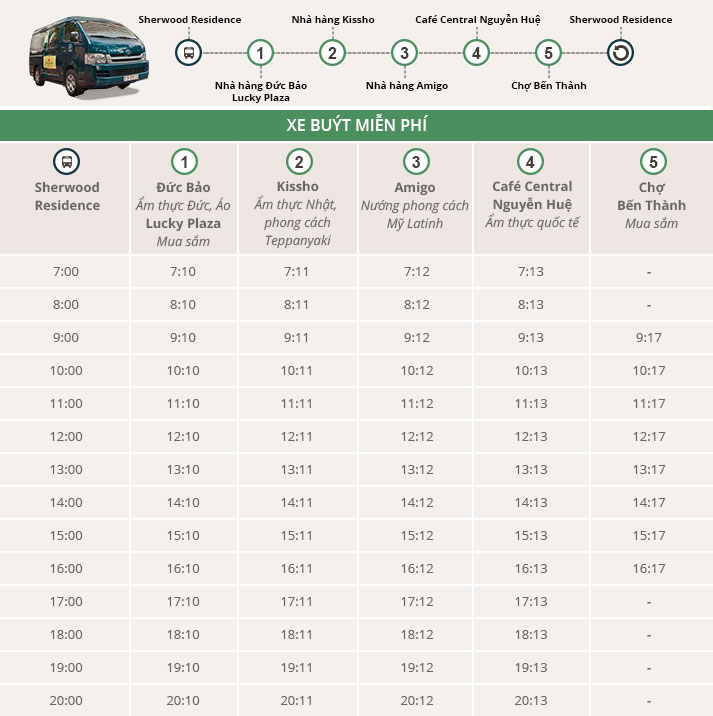 Sherwood Residence
Nhà hàng Kissho
Café Central Nguyễn Huệ
Sherwood Residence
1
2
3
4
5
Nhà hàng Đức Bảo
Lucky Plaza
Nhà hàng Amigo
Chợ Bến Thành
XE BUÝT MIỄN PHÍ
Sherwood
Residence
1
Đức Bảo
Ẩm thực Đức, Áo
Lucky Plaza
Mua sắm
2
Kissho
Ẩm thực Nhật,
phong cách
Teppanyaki
3
Amigo
Nướng phong cách
Mỹ Latinh
4
Café Central
Nguyễn Huệ
Ẩm thực quốc tế
5
Chợ
Bến Thành
Mua sắm
7:00 7:10 7:11 7:12 7:13 -
8:00 8:10 8:11 8:12 8:13 -
9:00 9:10 9:11 9:12 9:13 9:17
10:00 10:10 10:11 10:12 10:13 10:17
11:00 11:10 11:11 11:12 11:13 11:17
12:00 12:10 12:11 12:12 12:13 12:17
13:00 13:10 13:11 13:12 13:13 13:17
14:00 14:10 14:11 14:12 14:13 14:17
15:00 15:10 15:11 15:12 15:13 15:17
16:00 16:10 16:11 16:12 16:13 16:17
17:00 17:10 17:11 17:12 17:13 -
18:00 18:10 18:11 18:12 18:13 -
19:00 19:10 19:11 19:12 19:13 -
20:00 20:10 20:11 20:12 20:13 -